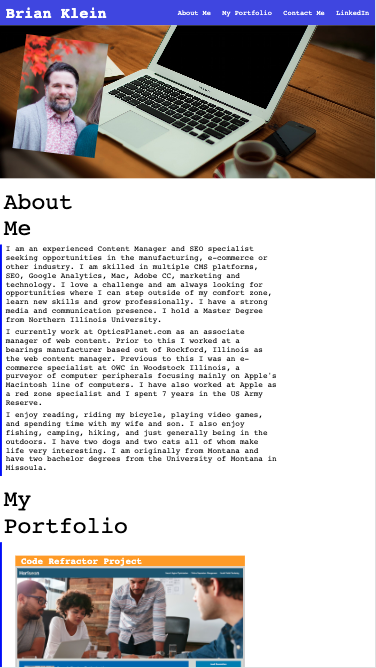 Brian Klein
About Me My Portfolio Contact Me LinkedIn
About
Me
I am an experienced Content Manager and SEO specialist
seeking opportunities in the manufacturing, e-commerce or
other industry. I am skilled in multiple CMS platforms,
SEO, Google Analytics, Mac, Adobe CC, marketing and
technology. I love a challenge and am always looking for
opportunities where I can step outside of my comfort zone,
learn new skills and grow professionally. I have a strong
media and communication presence. I hold a Master Degree
from Northern Illinois University.
I currently work at OpticsPlanet.com as an associate
manager of web content. Prior to this I worked at a
bearings manufacturer based out of Rockford, Illinois as
the web content manager. Previous to this I was an e-
commerce specialist at OWC in Woodstock Illinois, a
purveyor of computer peripherals focusing mainly on Apple's
Macintosh line of computers. I have also worked at Apple as
a red zone specialist and I spent 7 years in the US Army
Reserve.
I enjoy reading, riding my bicycle, playing video games,
and spending time with my wife and son. I also enjoy
fishing, camping, hiking, and just generally being in the
outdoors. I have two dogs and two cats all of whom make
life very interesting. I am originally from Montana and
have two bachelor degrees from the University of Montana in
Missoula.
My
Portfolio
Code Refractor Project